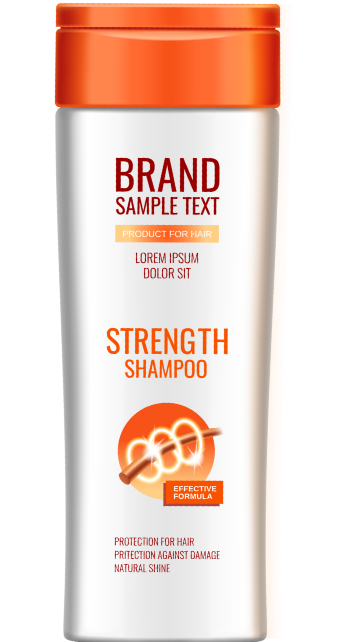 BRAND
SAMPLE TEXT
PRODUCT FOR HAIR
LOREM IPSUM
DOLOR SIT
STRENGTH
SHAMPOO
EFFECTIVE
FORMULA
PROTECTION FOR HAIR
PRITECTION AGAINST DAMAGE
NATURAL SHINE